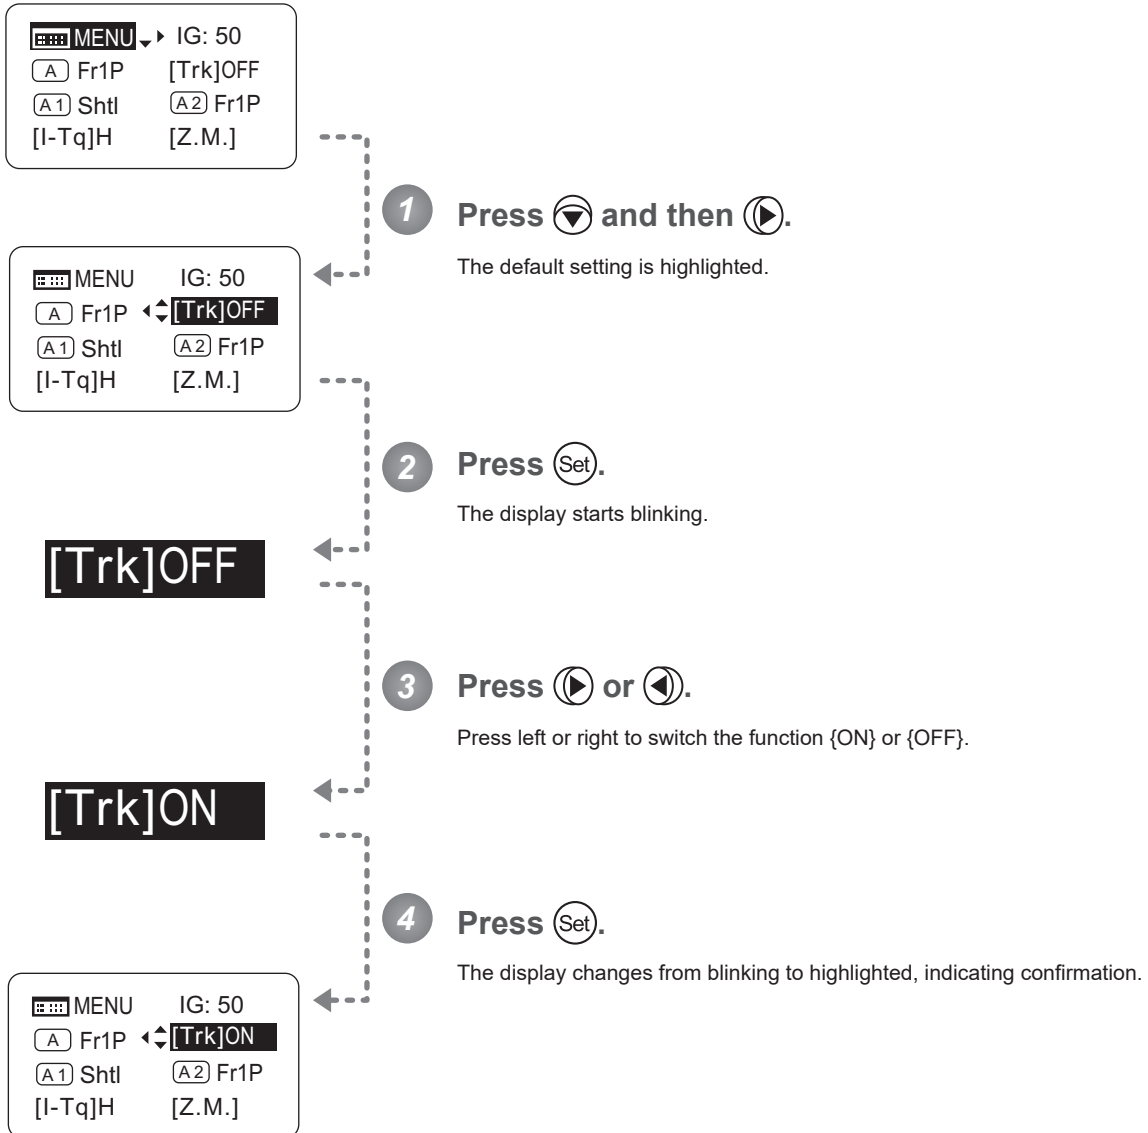 MENU IG: 50
A Fr1P [Trk]OFF
A1 Shtl A2 Fr1P
[I-Tq]H [Z.M.]
1 Press and then .
The default setting is highlighted.
MENU IG: 50
A Fr1P [Trk]OFF
A1 Shtl A2 Fr1P
[I-Tq]H [Z.M.]
2 Press Set.
The display starts blinking.
[Trk]OFF
3 Press or .
Press left or right to switch the function {ON} or {OFF}.
[Trk]ON
4 Press Set.
The display changes from blinking to highlighted, indicating confirmation.
MENU IG: 50
A Fr1P [Trk]ON
A1 Shtl A2 Fr1P
[I-Tq]H [Z.M.]